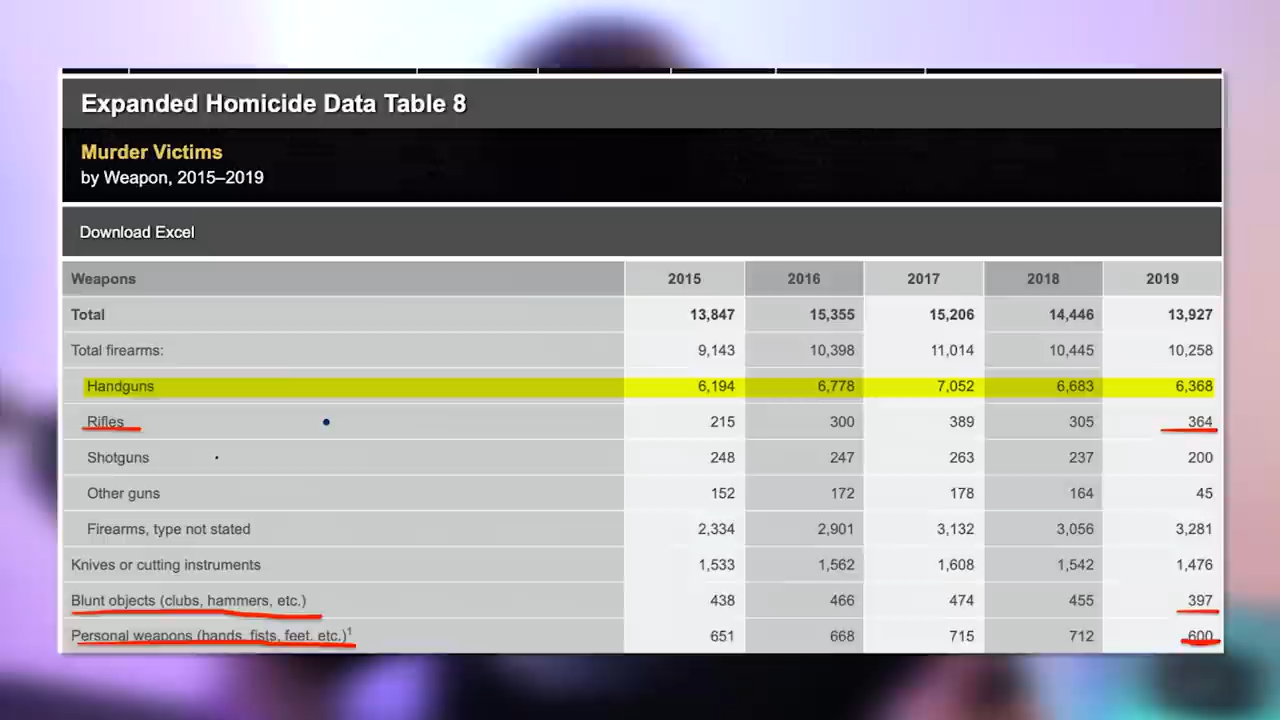 Expanded Homicide Data Table 8
Murder Victims
by Weapon, 2015–2019
Download Excel
Weapons 2015 2016 2017 2018 2019
Total 13,847 15,355 15,206 14,446 13,927
Total firearms: 9,143 10,398 11,014 10,445 10,258
Handguns 6,194 6,778 7,052 6,683 6,368
Rifles 215 300 389 305 364
Shotguns 248 247 263 237 200
Other guns 152 172 178 164 45
Firearms, type not stated 2,334 2,901 3,132 3,056 3,281
Knives or cutting instruments 1,533 1,562 1,608 1,542 1,476
Blunt objects (clubs, hammers, etc.) 438 466 474 455 397
Personal weapons (hands, fists, feet, etc.)1 651 668 715 712 600